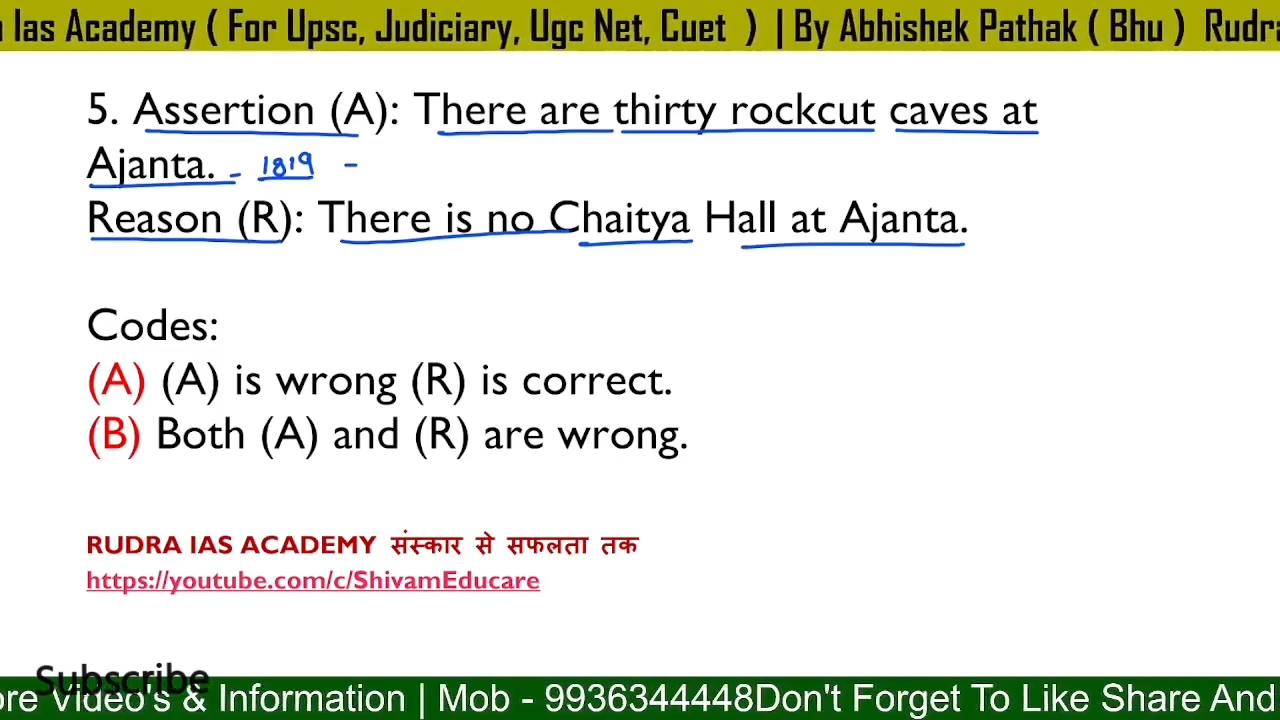 Ias Academy ( For Upsc, Judiciary, Ugc Net, Cuet ) | By Abhishek Pathak ( Bhu ) Rudra
5. Assertion (A): There are thirty rockcut caves at
Ajanta. - 1819 -
Reason (R): There is no Chaitya Hall at Ajanta.
Codes:
(A) (A) is wrong (R) is correct.
(B) Both (A) and (R) are wrong.
RUDRA IAS ACADEMY संस्कार से सफलता तक
https://youtube.com/c/ShivamEducare
Subscribe
ore Video's & Information | Mob - 9936344448Don't Forget To Like Share And